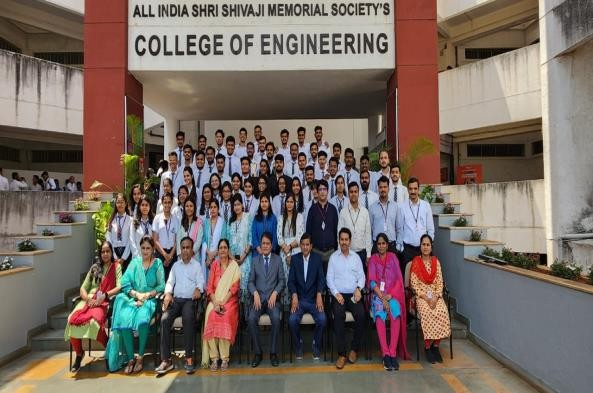 ALL INDIA SHRI SHIVAJI MEMORIAL SOCIETY'S
COLLEGE OF ENGINEERING